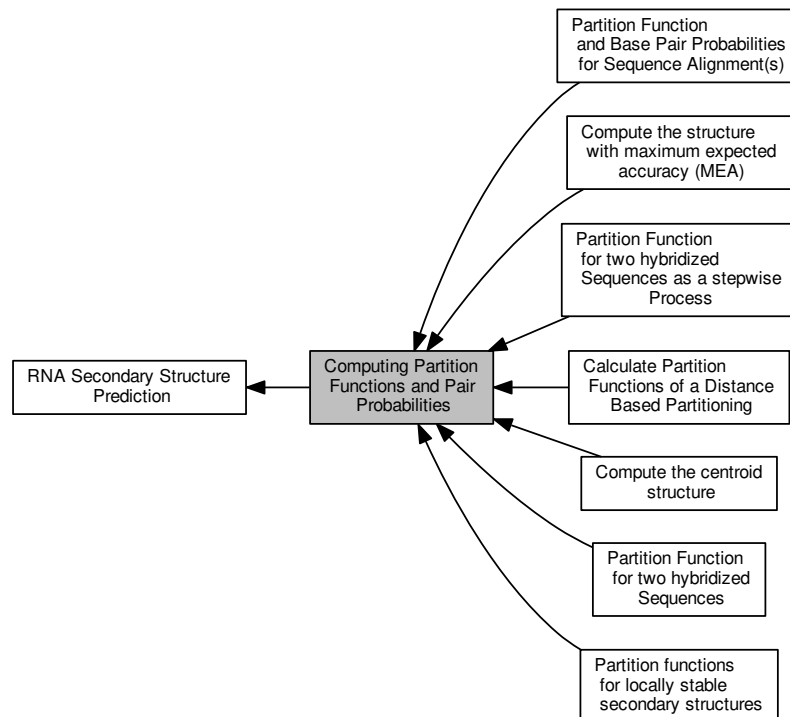 Partition Function
and Base Pair Probabilities
for Sequence Alignment(s)
Compute the structure
with maximum expected
accuracy (MEA)
Partition Function
for two hybridized
Sequences as a stepwise
Process
RNA Secondary Structure
Prediction
Computing Partition
Functions and Pair
Probabilities
Calculate Partition
Functions of a Distance
Based Partitioning
Compute the centroid
structure
Partition Function
for two hybridized
Sequences
Partition functions
for locally stable
secondary structures